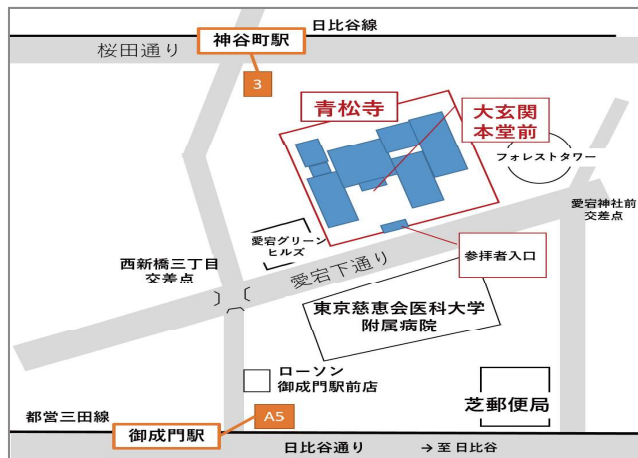 日比谷線
神谷町駅
桜田通り
3
青松寺
大玄関
本堂前
フォレストタワー
愛宕神社前
交差点
愛宕グリーン
ヒルズ
参拝者入口
西新橋三丁目
交差点
愛宕下通り
東京慈恵会医科大学
附属病院
ローソン
御成門駅前店
芝郵便局
都営三田線
A5
御成門駅
日比谷通り
→至 日比谷